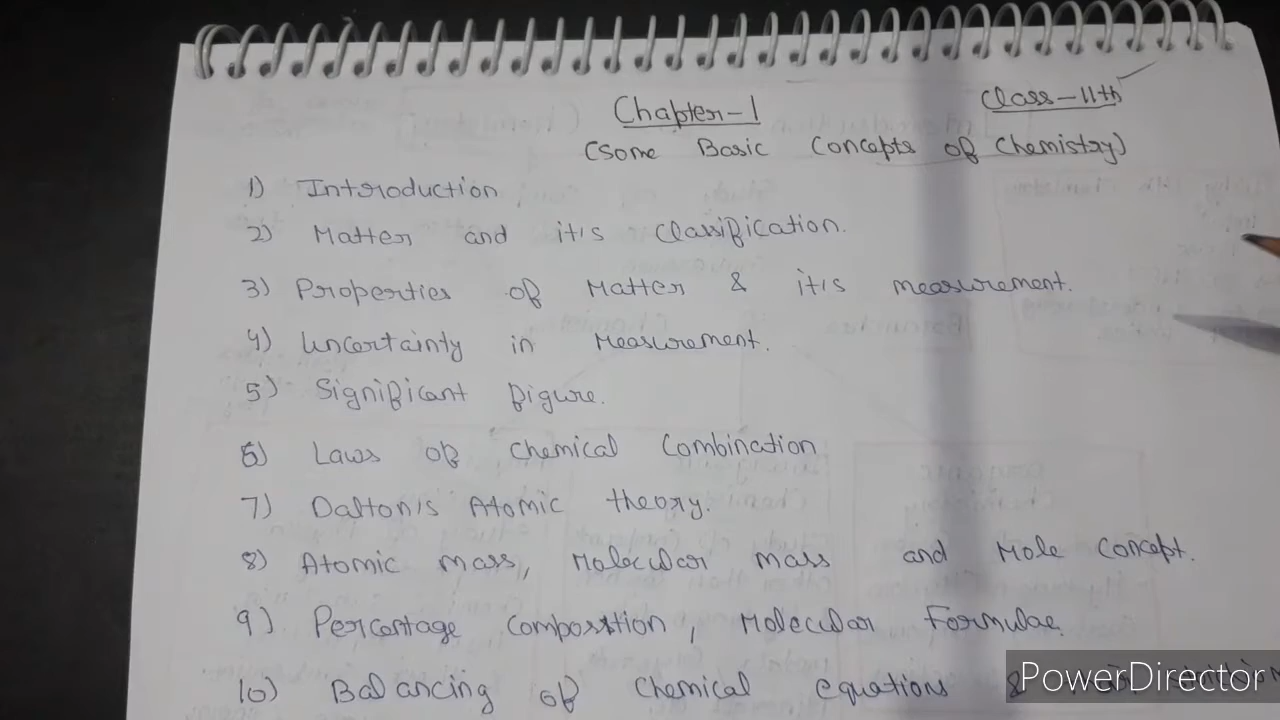 Class-11th
Chapter-1
(Some Basic Concepts of Chemistry)
1) Introduction
2) Matter and it's Classification.
3) Properties of Matter & it's measurement.
4) Uncertainty in Measurement.
5) Significant figure.
6) Laws of Chemical Combination
7) Dalton's Atomic theory.
8) Atomic mass, Molecular mass and Mole Concept.
9) Percentage composition, Molecular Formulae.
10) Balancing of Chemical equations &
PowerDirector